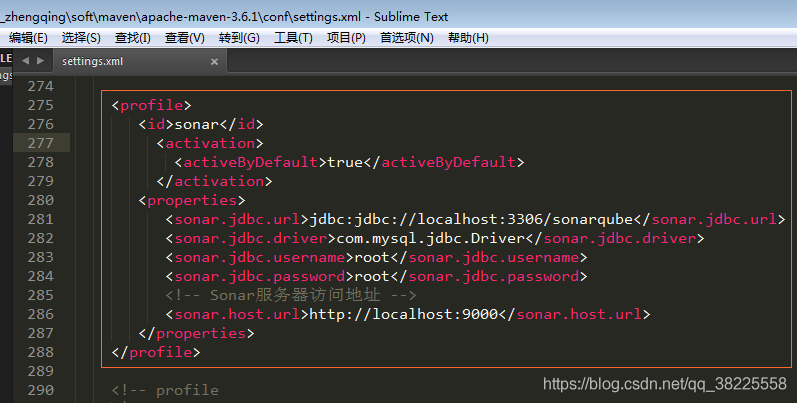 _zhengqing\soft\maven\apache-maven-3.6.1\conf\settings.xml - Sublime Text
编辑(E) 选择(S) 查找(I) 查看(V) 转到(G) 工具(T) 项目(P) 首选项(N) 帮助(H)
LE
ngs
settings.xml ×
274
275 <profile>
276 <id>sonar</id>
277 <activation>
278 <activeByDefault>true</activeByDefault>
279 </activation>
280 <properties>
281 <sonar.jdbc.url>jdbc:jdbc://localhost:3306/sonarqube</sonar.jdbc.url>
282 <sonar.jdbc.driver>com.mysql.jdbc.Driver</sonar.jdbc.driver>
283 <sonar.jdbc.username>root</sonar.jdbc.username>
284 <sonar.jdbc.password>root</sonar.jdbc.password>
285 <!-- Sonar服务器访问地址 -->
286 <sonar.host.url>http://localhost:9000</sonar.host.url>
287 </properties>
288 </profile>
289
290 <!-- profile
https://blog.csdn.net/qq_38225558